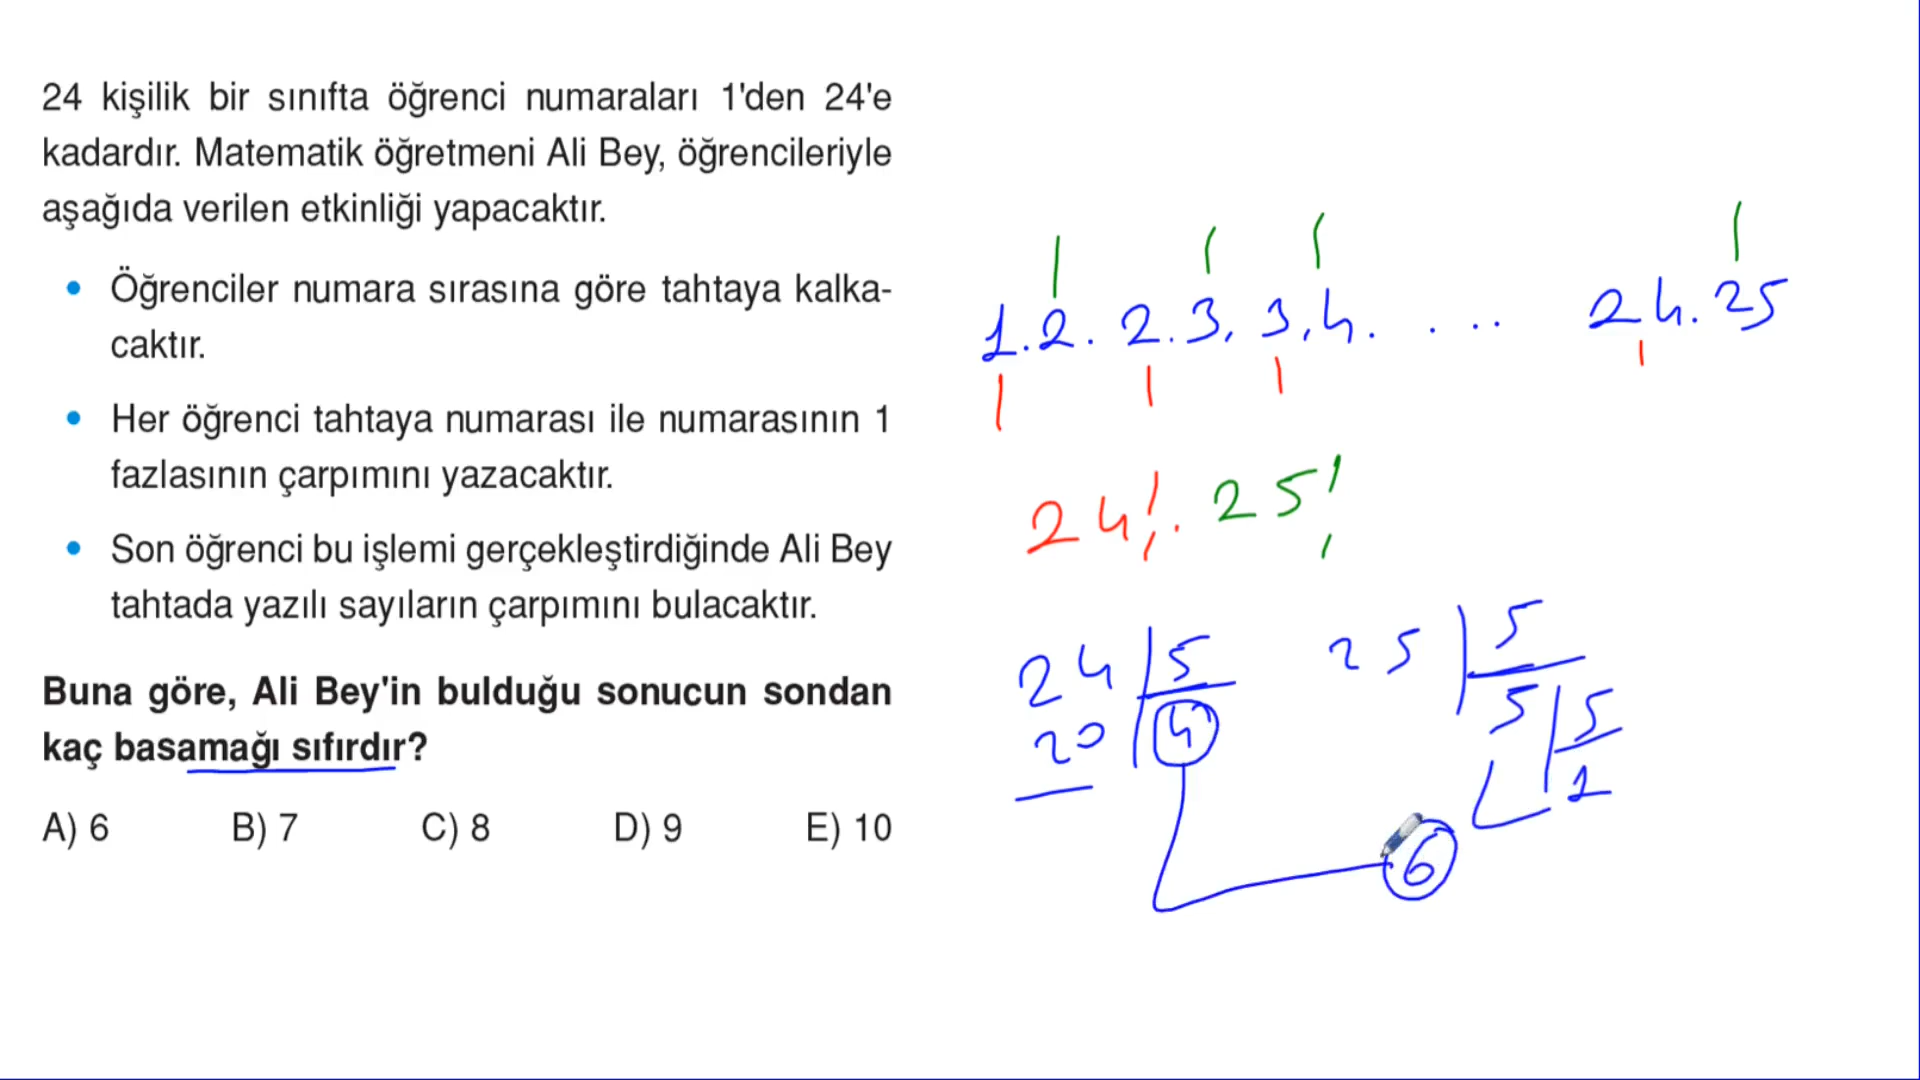 24 kişilik bir sınıfta öğrenci numaraları 1'den 24'e
kadardır. Matematik öğretmeni Ali Bey, öğrencileriyle
aşağıda verilen etkinliği yapacaktır.
• Öğrenciler numara sırasına göre tahtaya kalka-
caktır.
• Her öğrenci tahtaya numarası ile numarasının 1
fazlasının çarpımını yazacaktır.
• Son öğrenci bu işlemi gerçekleştirdiğinde Ali Bey
tahtada yazılı sayıların çarpımını bulacaktır.
Buna göre, Ali Bey'in bulduğu sonucun sondan
kaç basamağı sıfırdır?
A) 6 B) 7 C) 8 D) 9 E) 10
1.2. 2.3. 3.4. .... 24.25
24! . 25!
24 5 25 5
20 4 5 5
1
6